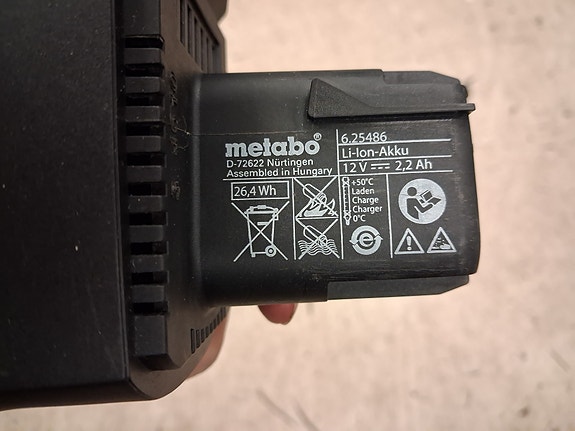 metabo®
D-72622 Nürtingen
Assembled in Hungary
26,4 Wh
6.25486
Li-Ion-Akku
12 V ⎓ 2,2 Ah
+50°C
Laden
Charge
Charger
0°C